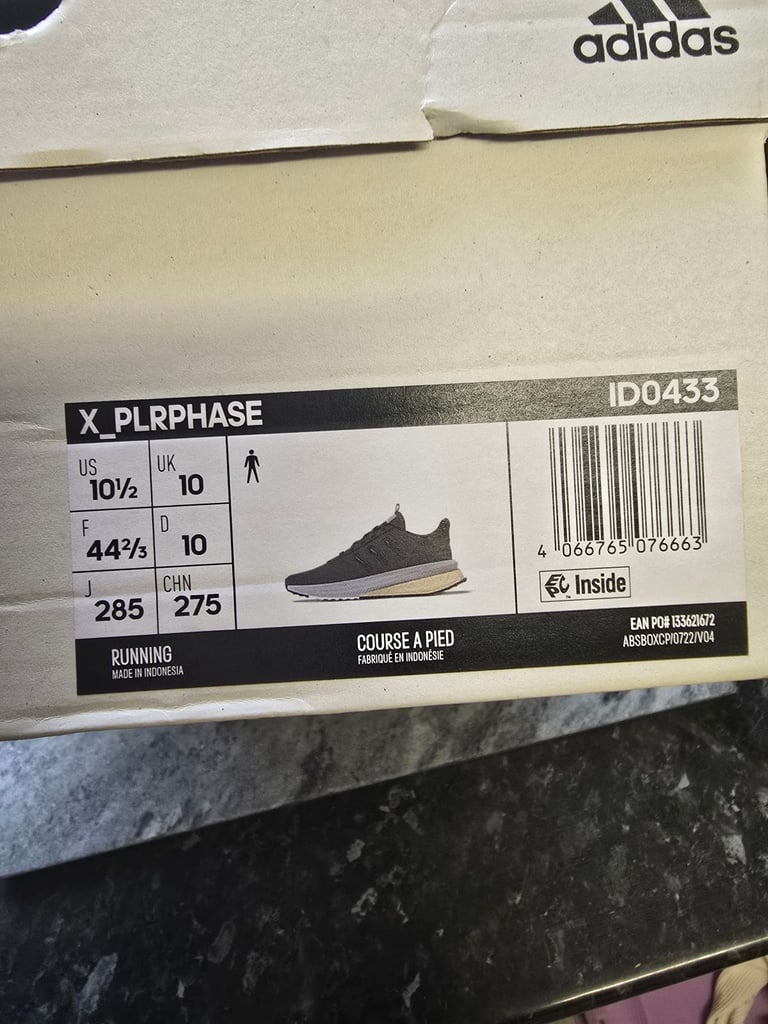 adidas
X_PLRPHASE
ID0433
US
10½
UK
10
F
44⅔
D
10
J
285
CHN
275
4 066765 076663
EPC™ Inside
RUNNING
MADE IN INDONESIA
COURSE A PIED
FABRIQUÉ EN INDONÉSIE
EAN PO# 133621672
ABSBOXCP/0722/V04